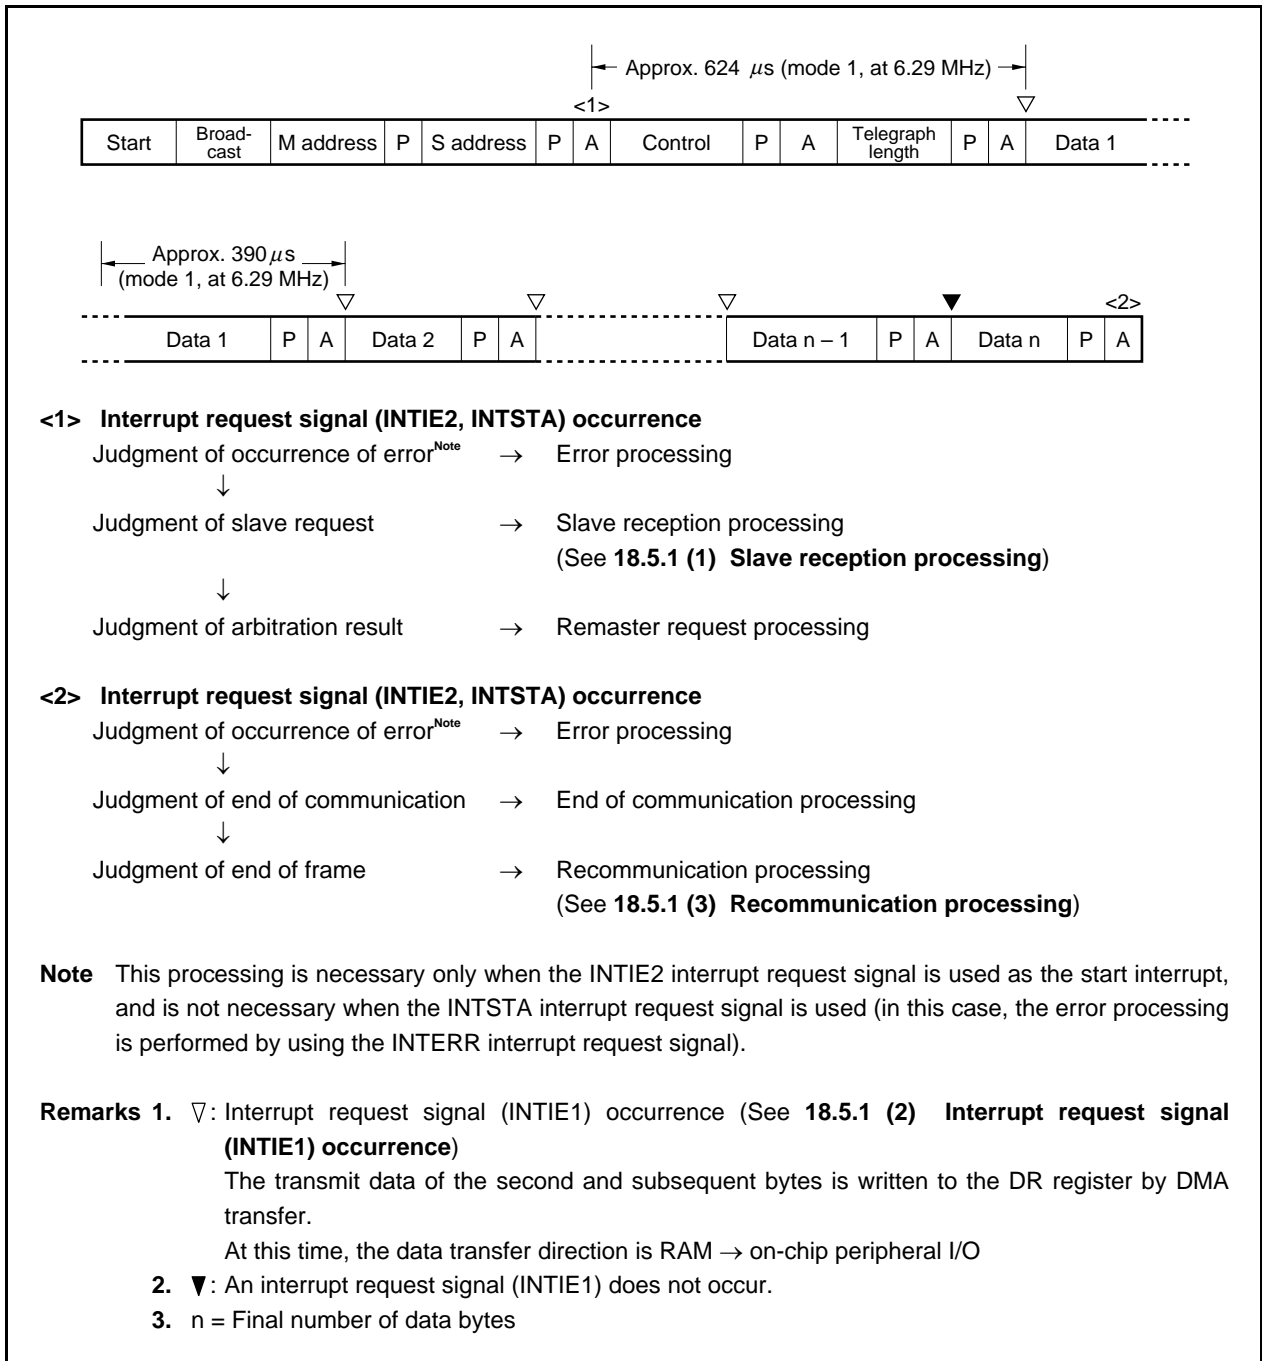 Approx. 624 μs (mode 1, at 6.29 MHz)
<1> ▽
Start Broad-cast M address P S address P A Control P A Telegraph length P A Data 1
Approx. 390 μs
(mode 1, at 6.29 MHz)
▽ ▽ ▽ ▼ <2>
Data 1 P A Data 2 P A Data n – 1 P A Data n P A
<1> Interrupt request signal (INTIE2, INTSTA) occurrence
Judgment of occurrence of error Note → Error processing
↓
Judgment of slave request → Slave reception processing
(See 18.5.1 (1) Slave reception processing)
↓
Judgment of arbitration result → Remaster request processing
<2> Interrupt request signal (INTIE2, INTSTA) occurrence
Judgment of occurrence of error Note → Error processing
↓
Judgment of end of communication → End of communication processing
↓
Judgment of end of frame → Recommunication processing
(See 18.5.1 (3) Recommunication processing)
Note This processing is necessary only when the INTIE2 interrupt request signal is used as the start interrupt,
and is not necessary when the INTSTA interrupt request signal is used (in this case, the error processing
is performed by using the INTERR interrupt request signal).
Remarks 1. ▽: Interrupt request signal (INTIE1) occurrence (See 18.5.1 (2) Interrupt request signal
(INTIE1) occurrence)
The transmit data of the second and subsequent bytes is written to the DR register by DMA
transfer.
At this time, the data transfer direction is RAM → on-chip peripheral I/O
2. ▼: An interrupt request signal (INTIE1) does not occur.
3. n = Final number of data bytes